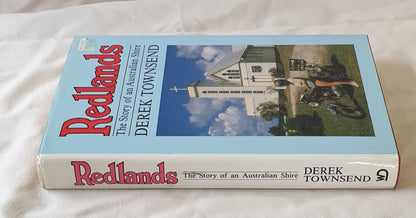 Redlands
The Story of an Australian Shire
DEREK TOWNSEND
Redlands
The Story of an Australian Shire
DEREK
TOWNSEND